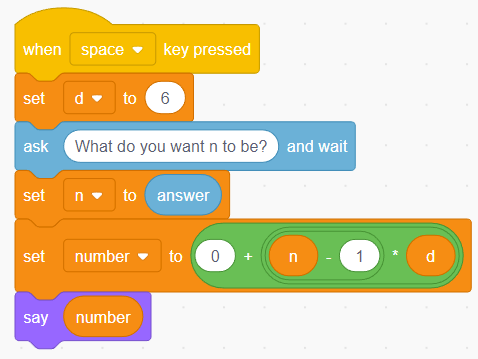 when space key pressed
set d to 6
ask What do you want n to be? and wait
set n to answer
set number to 0 + n - 1 * d
say number